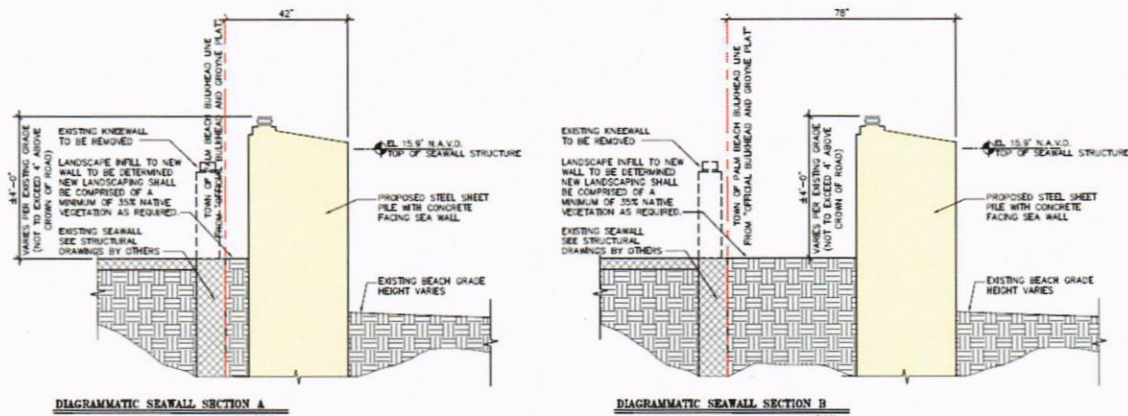 42"
TOWN OF PALM BEACH BULKHEAD LINE
FROM "OFFICIAL BULKHEAD AND GROYNE PLAT"
±4'-0"
VARIES PER EXISTING GRADE
(NOT TO EXCEED 4' ABOVE
CROWN OF ROAD)
EXISTING KNEEWALL
TO BE REMOVED
LANDSCAPE INFILL TO NEW
WALL TO BE DETERMINED
NEW LANDSCAPING SHALL
BE COMPRISED OF A
MINIMUM OF 35% NATIVE
VEGETATION AS REQUIRED.
EXISTING SEAWALL
SEE STRUCTURAL
DRAWINGS BY OTHERS
EL 15.9' N.A.V.D.
TOP OF SEAWALL STRUCTURE
PROPOSED STEEL SHEET
PILE WITH CONCRETE
FACING SEA WALL
EXISTING BEACH GRADE
HEIGHT VARIES
DIAGRAMMATIC SEAWALL SECTION A
78"
TOWN OF PALM BEACH BULKHEAD LINE
FROM "OFFICIAL BULKHEAD AND GROYNE PLAT"
EXISTING KNEEWALL
TO BE REMOVED
LANDSCAPE INFILL TO NEW
WALL TO BE DETERMINED
NEW LANDSCAPING SHALL
BE COMPRISED OF A
MINIMUM OF 35% NATIVE
VEGETATION AS REQUIRED.
EXISTING SEAWALL
SEE STRUCTURAL
DRAWINGS BY OTHERS
±4'-0"
VARIES PER EXISTING GRADE
(NOT TO EXCEED 4' ABOVE
CROWN OF ROAD)
EL 15.9' N.A.V.D.
TOP OF SEAWALL STRUCTURE
PROPOSED STEEL SHEET
PILE WITH CONCRETE
FACING SEA WALL
EXISTING BEACH GRADE
HEIGHT VARIES
DIAGRAMMATIC SEAWALL SECTION B